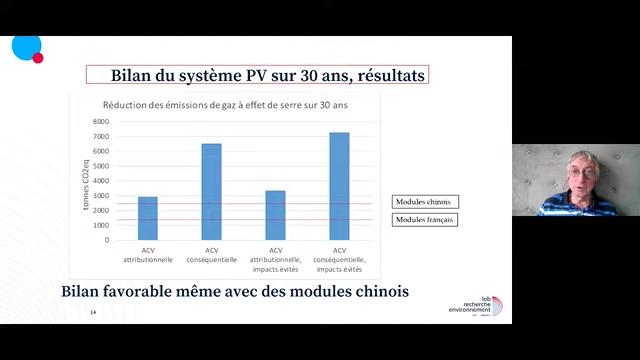 Bilan du système PV sur 30 ans, résultats
Réduction des émissions de gaz à effet de serre sur 30 ans
8000
7000
6000
5000
4000
3000
2000
1000
0
tonnes CO2eq
ACV
attributionnelle
ACV
conséquentielle
ACV
attributionnelle,
impacts évités
ACV
conséquentielle,
impacts évités
Modules chinois
Modules français
Bilan favorable même avec des modules chinois
14
lab
recherche
environnement